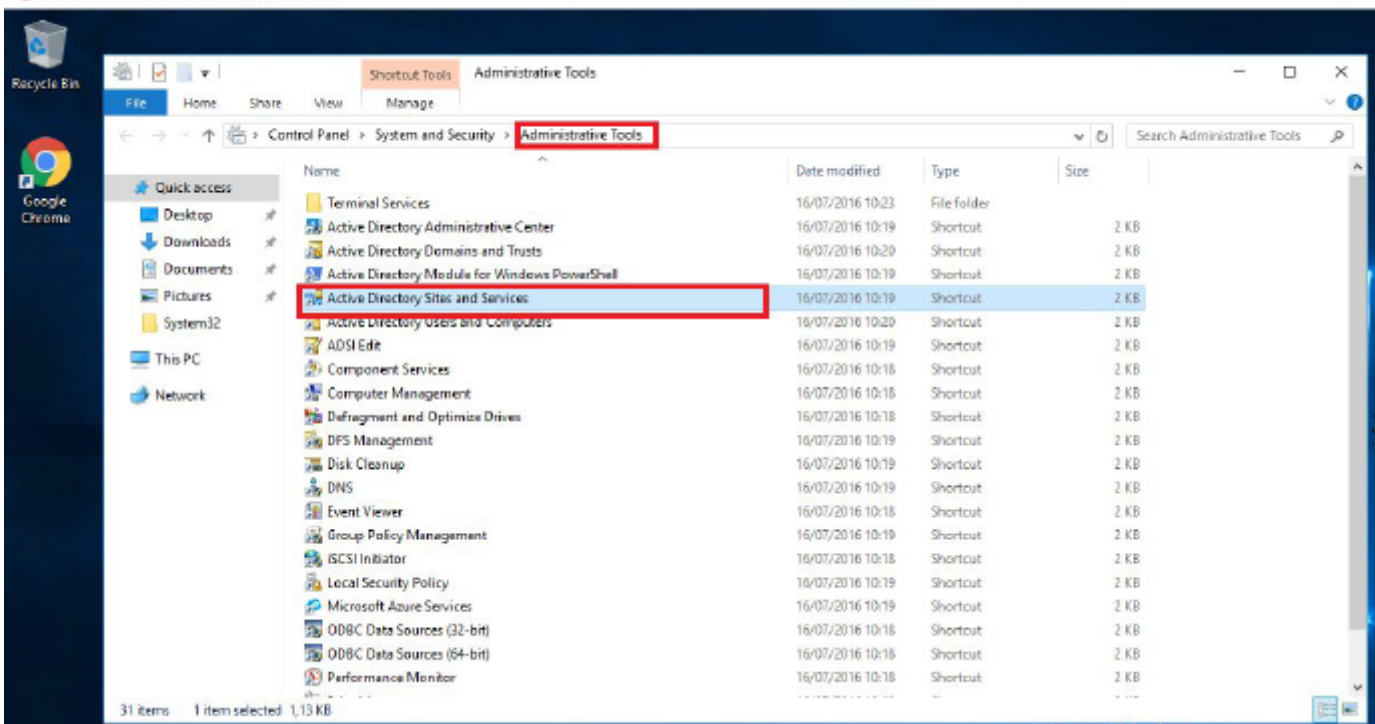 Recycle Bin
Google
Chrome
Shortcut Tools
Administrative Tools
File Home Share View Manage
Control Panel > System and Security > Administrative Tools
Search Administrative Tools
Name Date modified Type Size
Quick access
Desktop
Downloads
Documents
Pictures
System32
This PC
Network
Terminal Services 16/07/2016 10:23 File folder
Active Directory Administrative Center 16/07/2016 10:19 Shortcut 2 KB
Active Directory Domains and Trusts 16/07/2016 10:20 Shortcut 2 KB
Active Directory Module for Windows PowerShell 16/07/2016 10:19 Shortcut 2 KB
Active Directory Sites and Services 16/07/2016 10:19 Shortcut 2 KB
Active Directory Users and Computers 16/07/2016 10:20 Shortcut 2 KB
ADSI Edit 16/07/2016 10:19 Shortcut 2 KB
Component Services 16/07/2016 10:18 Shortcut 2 KB
Computer Management 16/07/2016 10:18 Shortcut 2 KB
Defragment and Optimize Drives 16/07/2016 10:18 Shortcut 2 KB
DFS Management 16/07/2016 10:19 Shortcut 2 KB
Disk Cleanup 16/07/2016 10:19 Shortcut 2 KB
DNS 16/07/2016 10:19 Shortcut 2 KB
Event Viewer 16/07/2016 10:18 Shortcut 2 KB
Group Policy Management 16/07/2016 10:19 Shortcut 2 KB
iSCSI Initiator 16/07/2016 10:18 Shortcut 2 KB
Local Security Policy 16/07/2016 10:19 Shortcut 2 KB
Microsoft Azure Services 16/07/2016 10:19 Shortcut 2 KB
ODBC Data Sources (32-bit) 16/07/2016 10:18 Shortcut 2 KB
ODBC Data Sources (64-bit) 16/07/2016 10:18 Shortcut 2 KB
Performance Monitor 16/07/2016 10:18 Shortcut 2 KB
31 items 1 item selected 1,13 KB